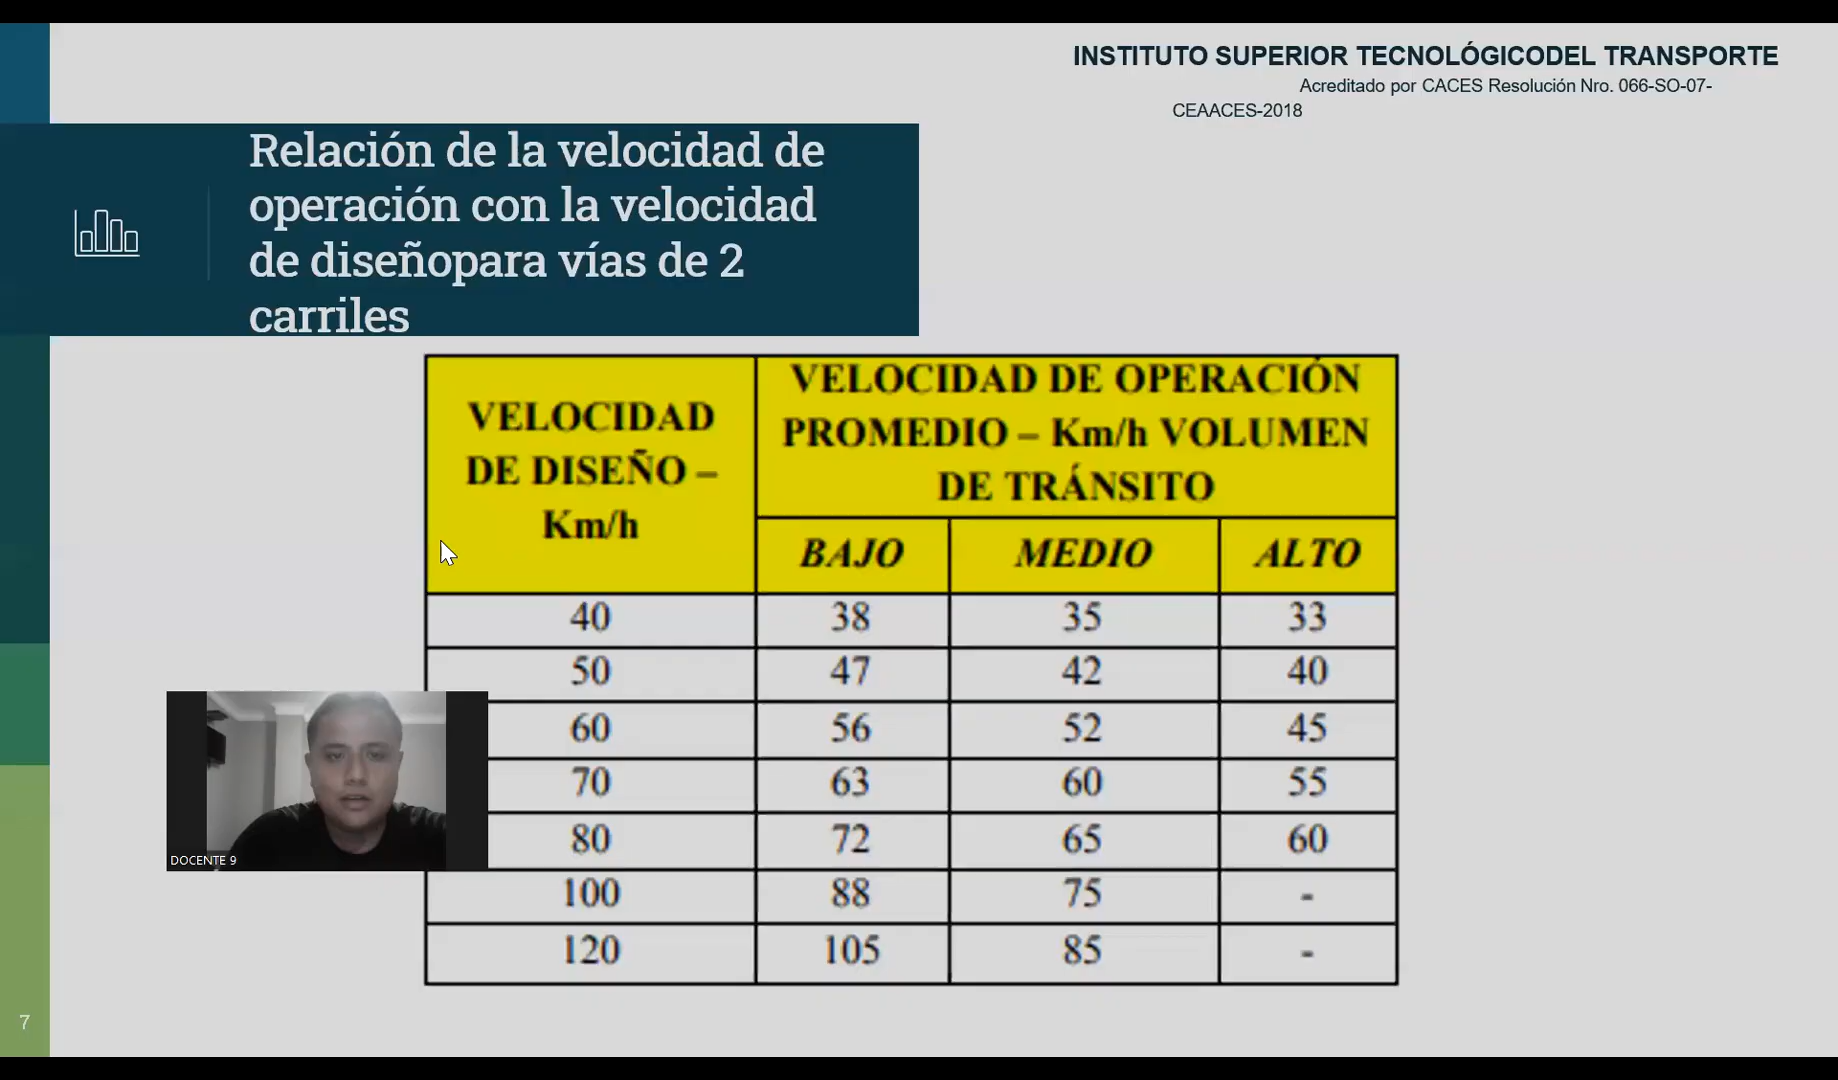 INSTITUTO SUPERIOR TECNOLÓGICODEL TRANSPORTE
Acreditado por CACES Resolución Nro. 066-SO-07-
CEAACES-2018
Relación de la velocidad de
operación con la velocidad
de diseñopara vías de 2
carriles
VELOCIDAD
DE DISEÑO –
Km/h
VELOCIDAD DE OPERACIÓN
PROMEDIO – Km/h VOLUMEN
DE TRÁNSITO
BAJO MEDIO ALTO
40 38 35 33
50 47 42 40
60 56 52 45
70 63 60 55
80 72 65 60
100 88 75 -
120 105 85 -
DOCENTE 9
7